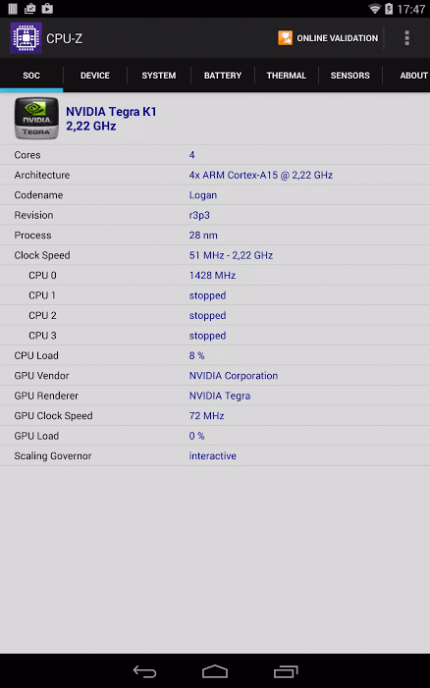 17:47
CPU-Z
ONLINE VALIDATION
SOC DEVICE SYSTEM BATTERY THERMAL SENSORS ABOUT
NVIDIA TEGRA
NVIDIA Tegra K1
2,22 GHz
Cores 4
Architecture 4x ARM Cortex-A15 @ 2,22 GHz
Codename Logan
Revision r3p3
Process 28 nm
Clock Speed 51 MHz - 2,22 GHz
CPU 0 1428 MHz
CPU 1 stopped
CPU 2 stopped
CPU 3 stopped
CPU Load 8 %
GPU Vendor NVIDIA Corporation
GPU Renderer NVIDIA Tegra
GPU Clock Speed 72 MHz
GPU Load 0 %
Scaling Governor interactive